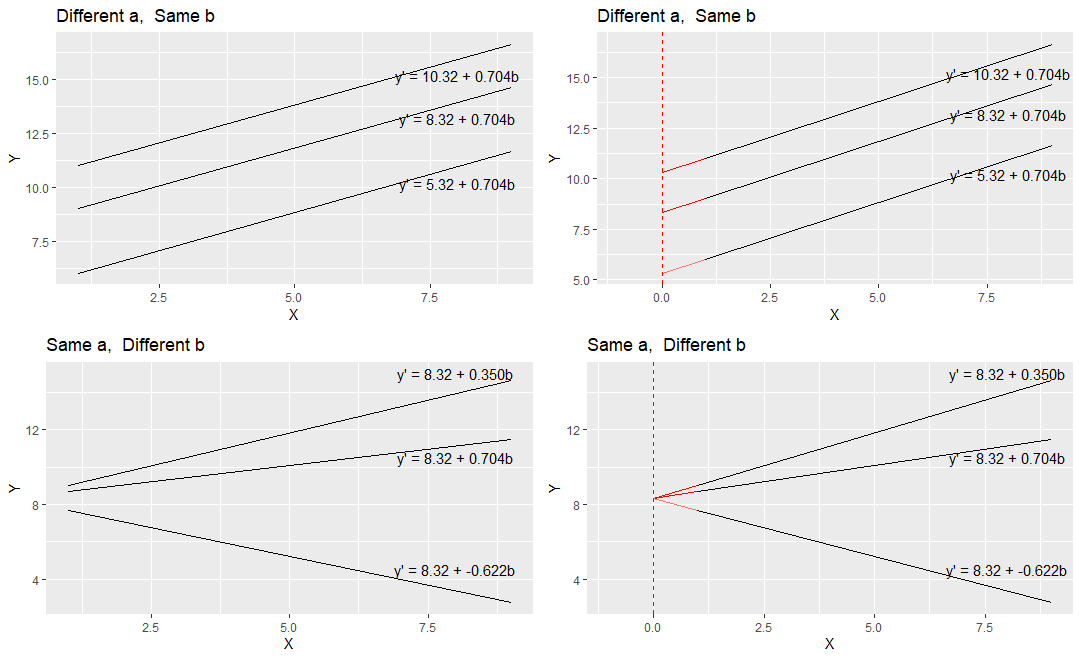 Different a,  Same b
Y
15.0
12.5
10.0
7.5
y' = 10.32 + 0.704b
y' = 8.32 + 0.704b
y' = 5.32 + 0.704b
2.5
5.0
7.5
X
Different a,  Same b
Y
15.0
12.5
10.0
7.5
5.0
y' = 10.32 + 0.704b
y' = 8.32 + 0.704b
y' = 5.32 + 0.704b
0.0
2.5
5.0
7.5
X
Same a,  Different b
Y
12
8
4
y' = 8.32 + 0.350b
y' = 8.32 + 0.704b
y' = 8.32 + -0.622b
2.5
5.0
7.5
X
Same a,  Different b
Y
12
8
4
y' = 8.32 + 0.350b
y' = 8.32 + 0.704b
y' = 8.32 + -0.622b
0.0
2.5
5.0
7.5
X